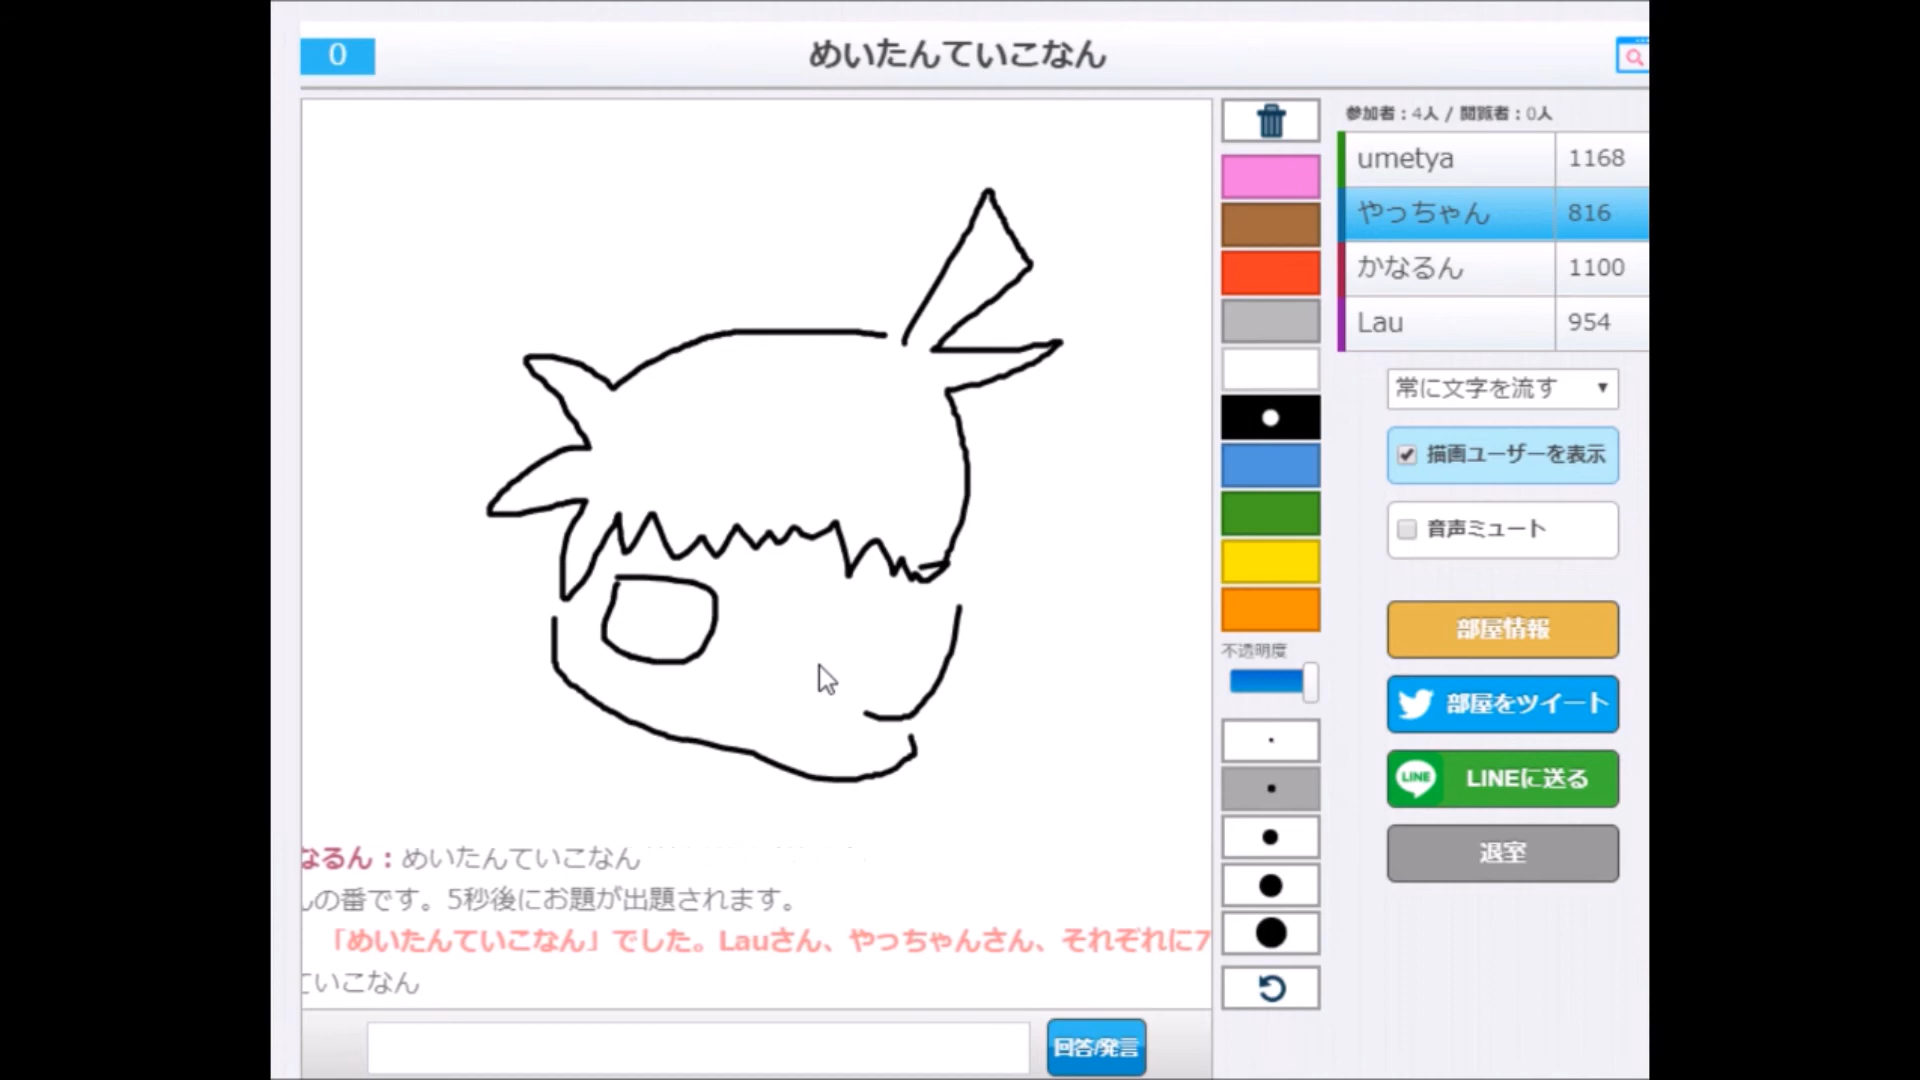 0
めいたんていこなん
参加者：4人 / 閲覧者：0人
umetya 1168
やっちゃん 816
かなるん 1100
Lau 954
常に文字を流す
描画ユーザーを表示
音声ミュート
部屋情報
部屋をツイート
LINE LINEに送る
退室
不透明度
なるん：めいたんていこなん
んの番です。5秒後にお題が出題されます。
「めいたんていこなん」でした。Lauさん、やっちゃんさん、それぞれに7
ていこなん
回答/発言